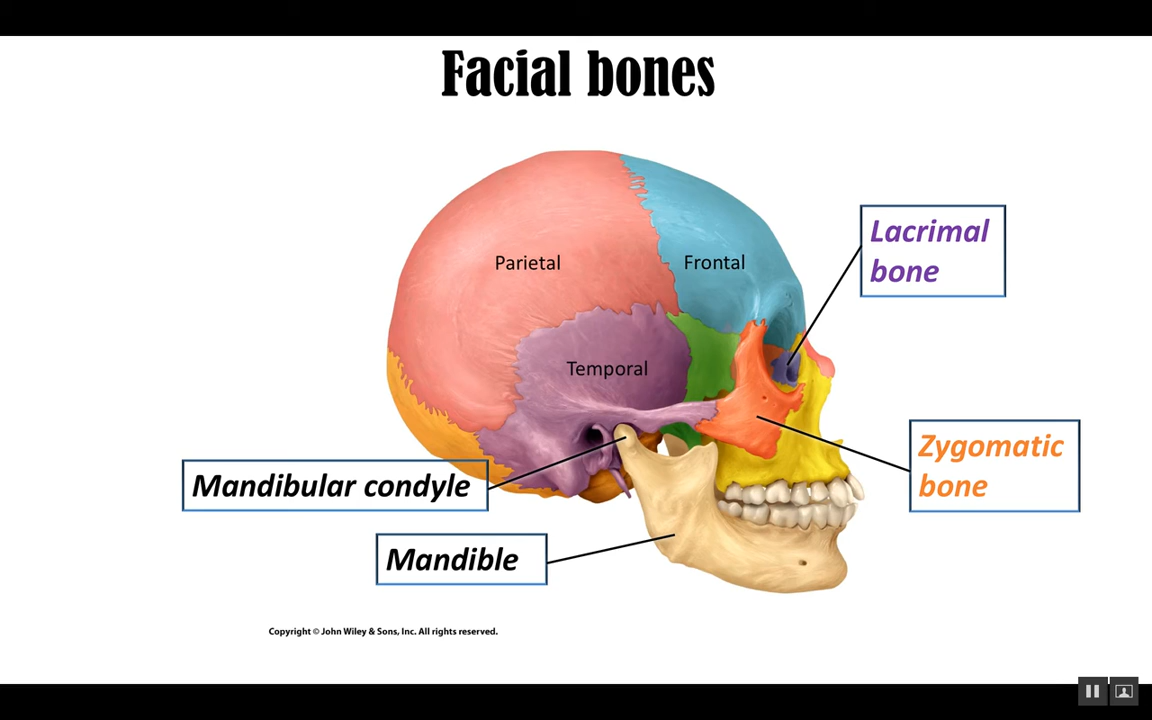 Facial bones
Lacrimal
bone
Parietal
Frontal
Temporal
Zygomatic
bone
Mandibular condyle
Mandible
Copyright © John Wiley & Sons, Inc. All rights reserved.